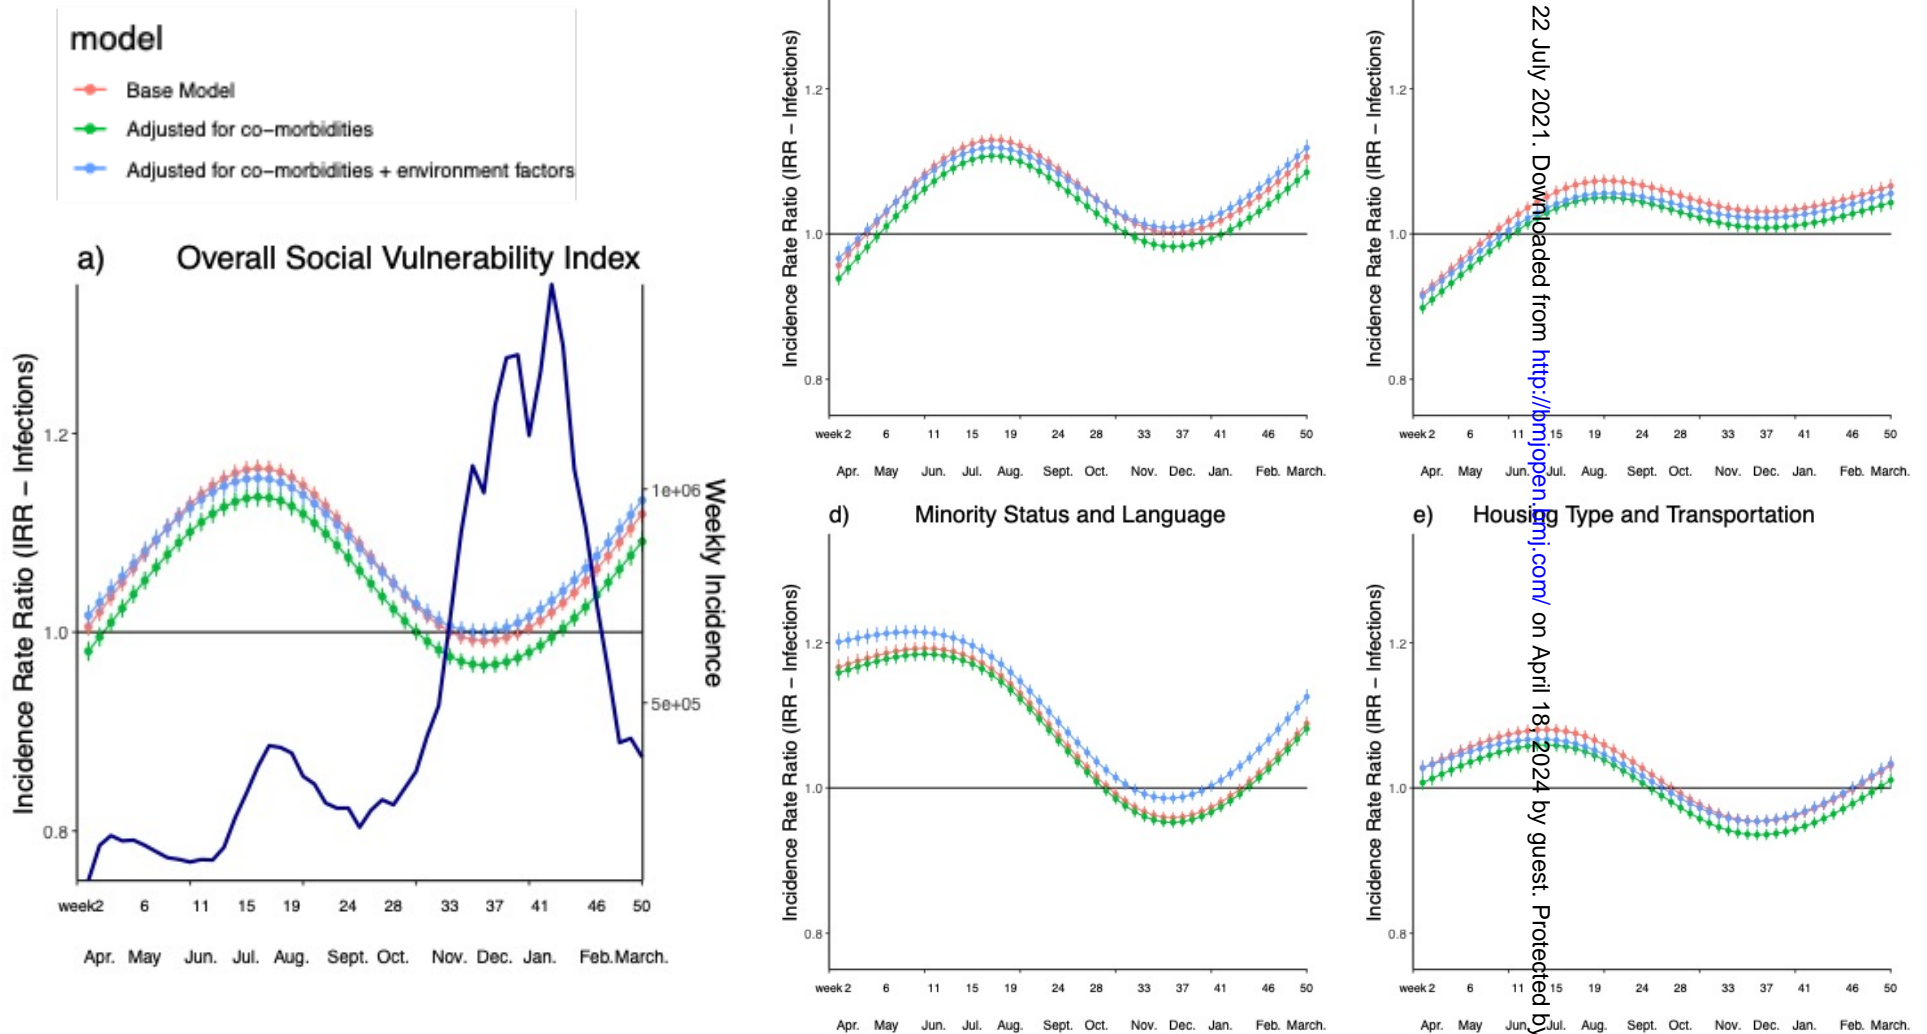 model
Base Model
Adjusted for co-morbidities
Adjusted for co-morbidities + environment factors
a) Overall Social Vulnerability Index
Incidence Rate Ratio (IRR – Infections)
1.2
1.0
0.8
1e+06
5e+05
Weekly Incidence
week2 6 11 15 19 24 28 33 37 41 46 50
Apr. May Jun. Jul. Aug. Sept. Oct. Nov. Dec. Jan. Feb. March.
Incidence Rate Ratio (IRR – Infections)
1.2
1.0
0.8
week2 6 11 15 19 24 28 33 37 41 46 50
Apr. May Jun. Jul. Aug. Sept. Oct. Nov. Dec. Jan. Feb. March.
Incidence Rate Ratio (IRR – Infections)
1.2
1.0
0.8
week2 6 11 15 19 24 28 33 37 41 46 50
Apr. May Jun. Jul. Aug. Sept. Oct. Nov. Dec. Jan. Feb. March.
d) Minority Status and Language
Incidence Rate Ratio (IRR – Infections)
1.2
1.0
0.8
week2 6 11 15 19 24 28 33 37 41 46 50
Apr. May Jun. Jul. Aug. Sept. Oct. Nov. Dec. Jan. Feb. March.
e) Housing Type and Transportation
Incidence Rate Ratio (IRR – Infections)
1.2
1.0
0.8
week2 6 11 15 19 24 28 33 37 41 46 50
Apr. May Jun. Jul. Aug. Sept. Oct. Nov. Dec. Jan. Feb. March.
22 July 2021. Downloaded from http://bmjopen.bmj.com/ on April 18, 2024 by guest. Protected by